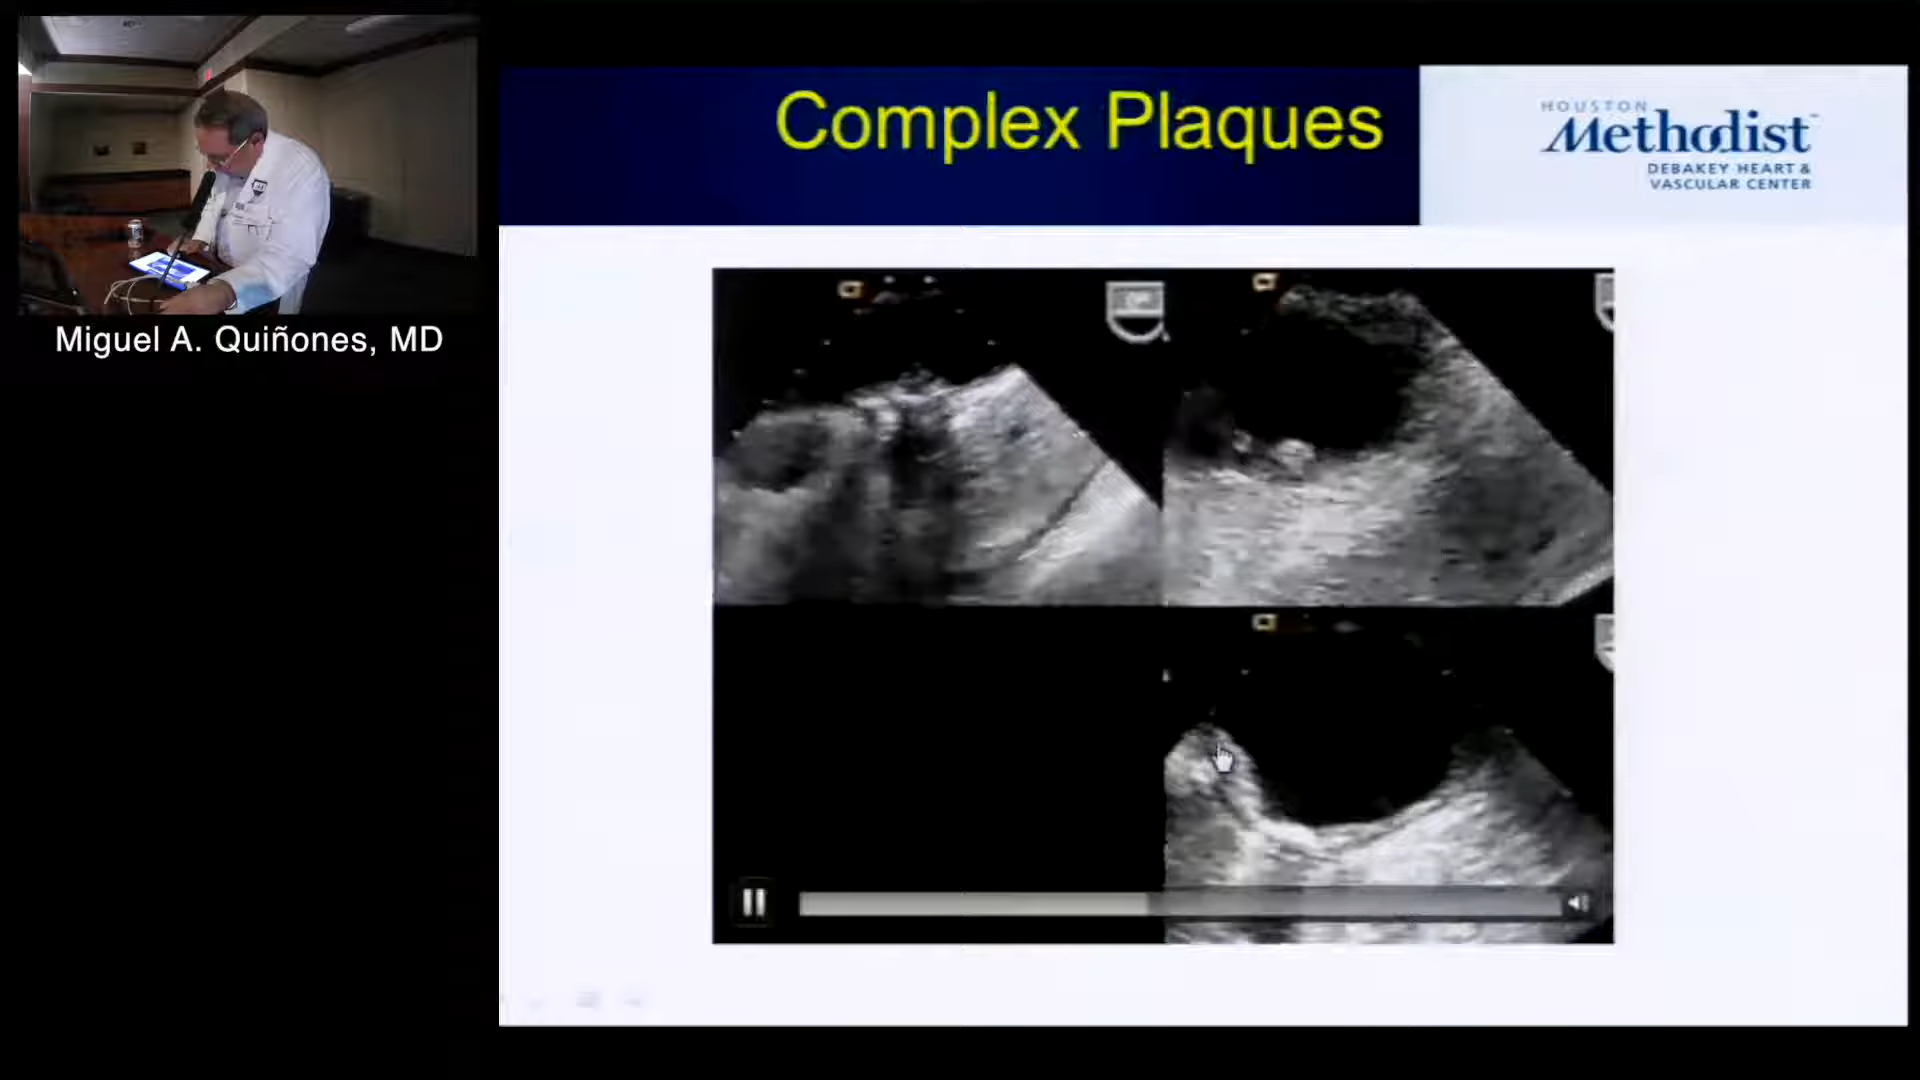 Complex Plaques
HOUSTON
Methodist
DEBAKEY HEART &
VASCULAR CENTER
Miguel A. Quiñones, MD